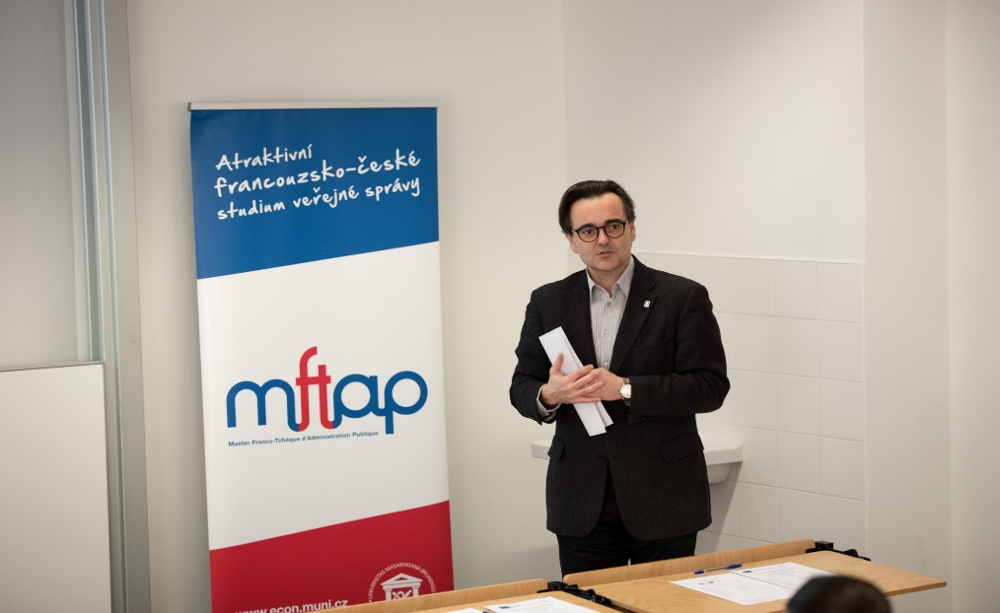 Atraktivní
francouzsko-české
studium veřejné správy
mftap
Master Franco-Tchèque d'Administration Publique
www.econ.muni.cz